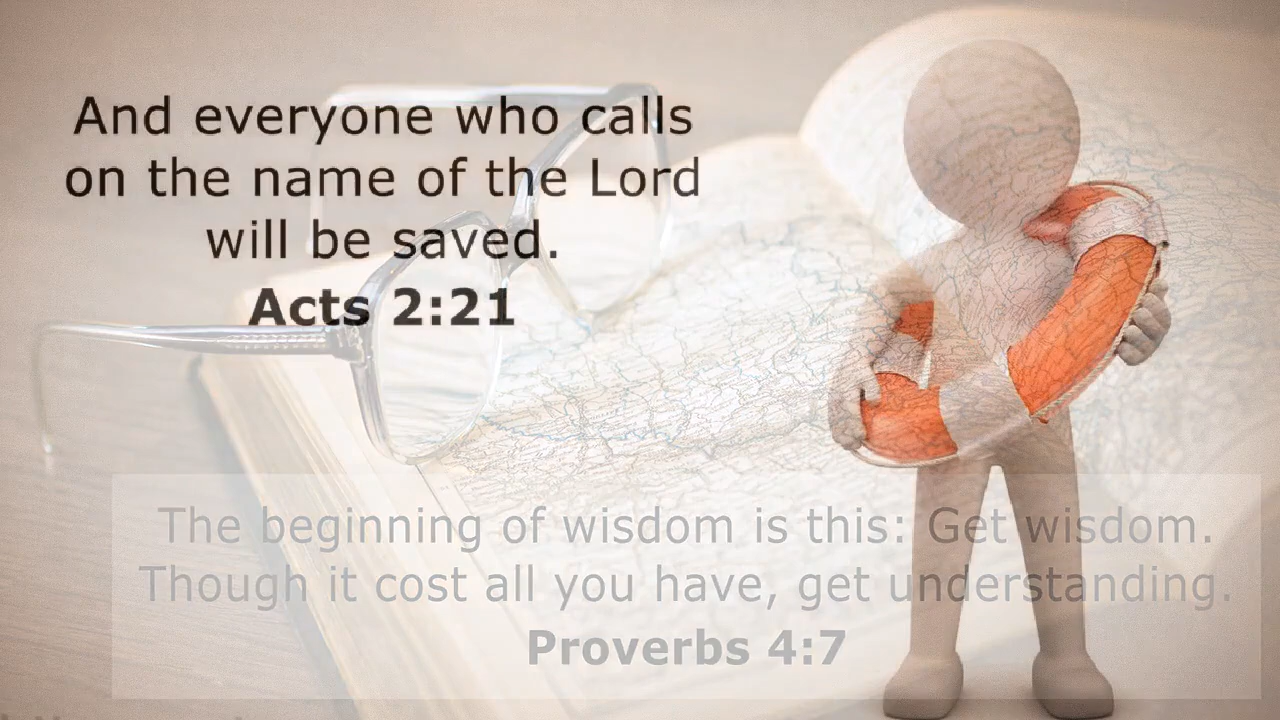 And everyone who calls
on the name of the Lord
will be saved.
Acts 2:21
The beginning of wisdom is this: Get wisdom.
Though it cost all you have, get understanding.
Proverbs 4:7